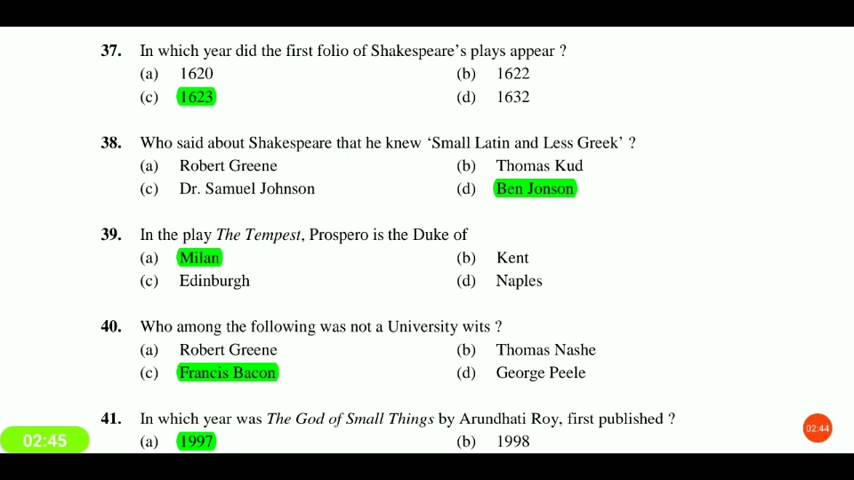 37. In which year did the first folio of Shakespeare's plays appear ?
(a) 1620 (b) 1622
(c) 1623 (d) 1632
38. Who said about Shakespeare that he knew 'Small Latin and Less Greek' ?
(a) Robert Greene (b) Thomas Kud
(c) Dr. Samuel Johnson (d) Ben Jonson
39. In the play The Tempest, Prospero is the Duke of
(a) Milan (b) Kent
(c) Edinburgh (d) Naples
40. Who among the following was not a University wits ?
(a) Robert Greene (b) Thomas Nashe
(c) Francis Bacon (d) George Peele
41. In which year was The God of Small Things by Arundhati Roy, first published ?
02:45 (a) 1997 (b) 1998 02:44